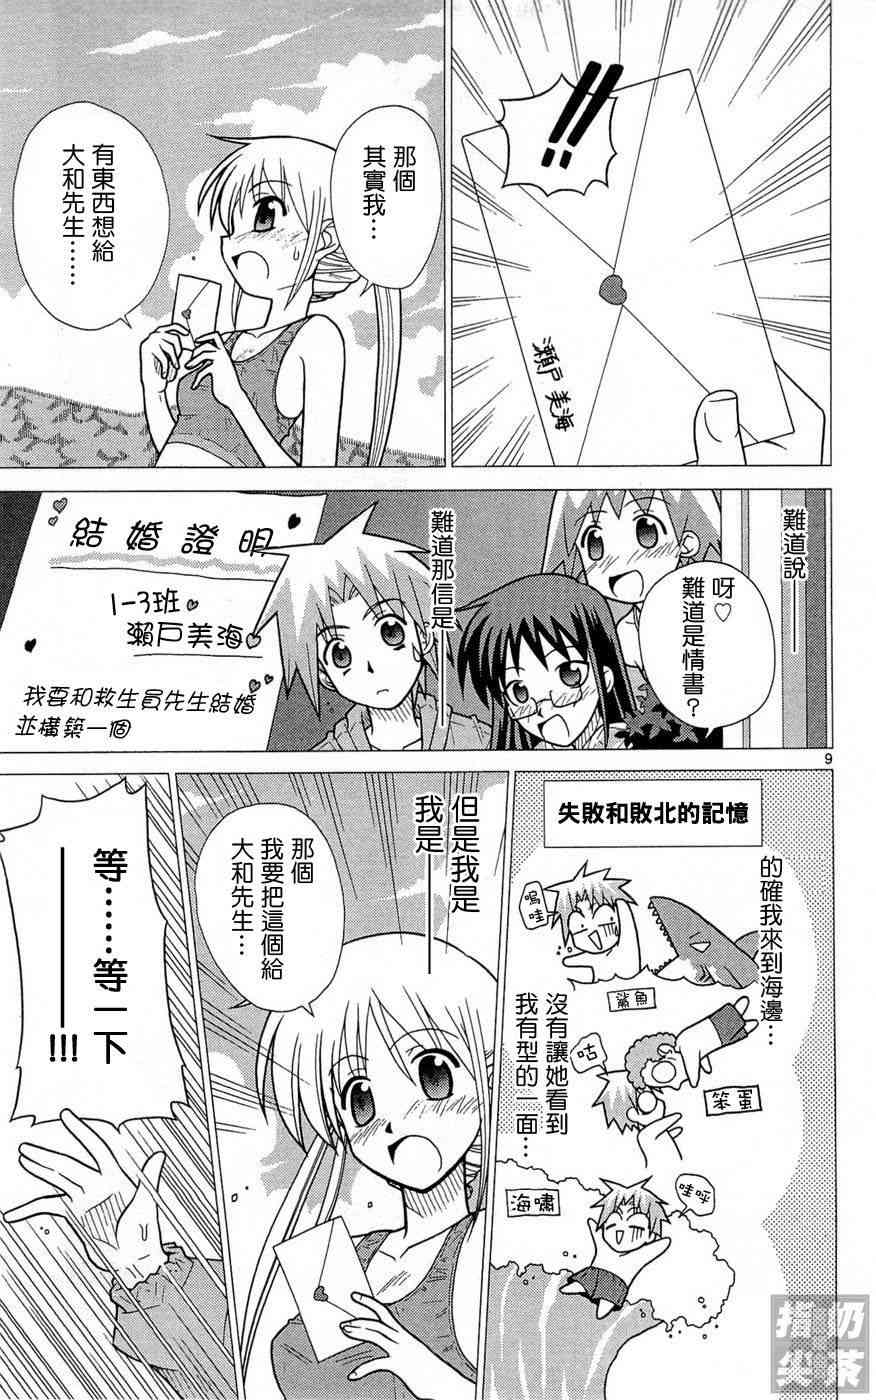 !!
瀨戶 美海
那個
其實我…
有東西想給
大和先生……
難道說
呀♡
難道是情書?
難道那信是
結婚證明
1-3班
瀨戶美海
我要和救生員先生結婚
並構築一個
9
失敗和敗北的記憶
的確我來到海邊…
嗚哇
鯊魚
咕
笨蛋
哇呼
海嘯
沒有讓她看到
我有型的一面…
但是我是
我是
那個
我要把這個給
大和先生…
等……等一下
!!!
指奶
尖茶